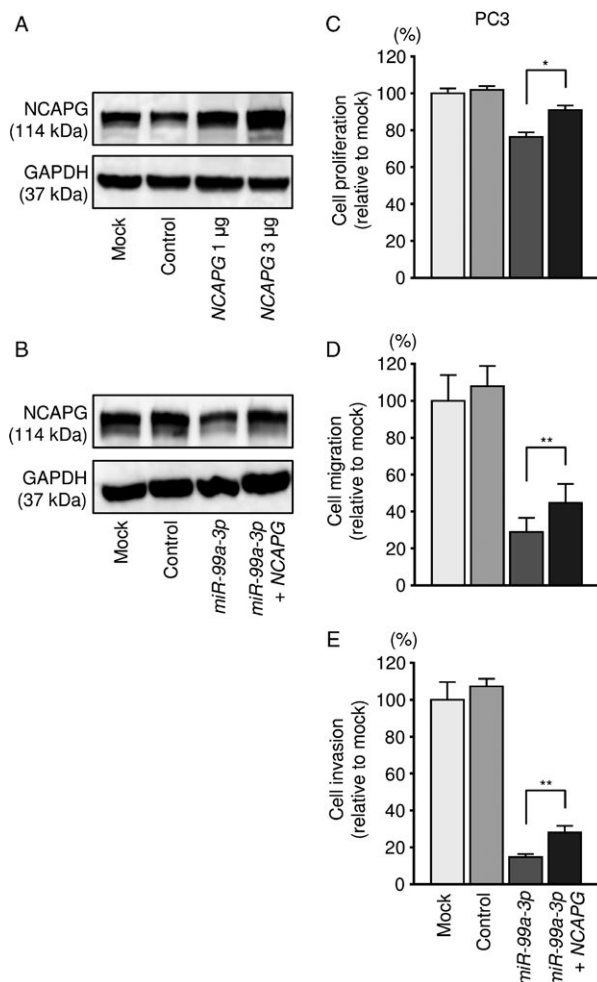 A
NCAPG
(114 kDa)
GAPDH
(37 kDa)
Mock
Control
NCAPG 1 μg
NCAPG 3 μg
B
NCAPG
(114 kDa)
GAPDH
(37 kDa)
Mock
Control
miR-99a-3p
miR-99a-3p
+ NCAPG
C
PC3
(%)
Cell proliferation
(relative to mock)
120
100
80
60
40
20
0
*
D
(%)
Cell migration
(relative to mock)
120
100
80
60
40
20
0
**
E
(%)
Cell invasion
(relative to mock)
120
100
80
60
40
20
0
**
Mock
Control
miR-99a-3p
miR-99a-3p
+ NCAPG